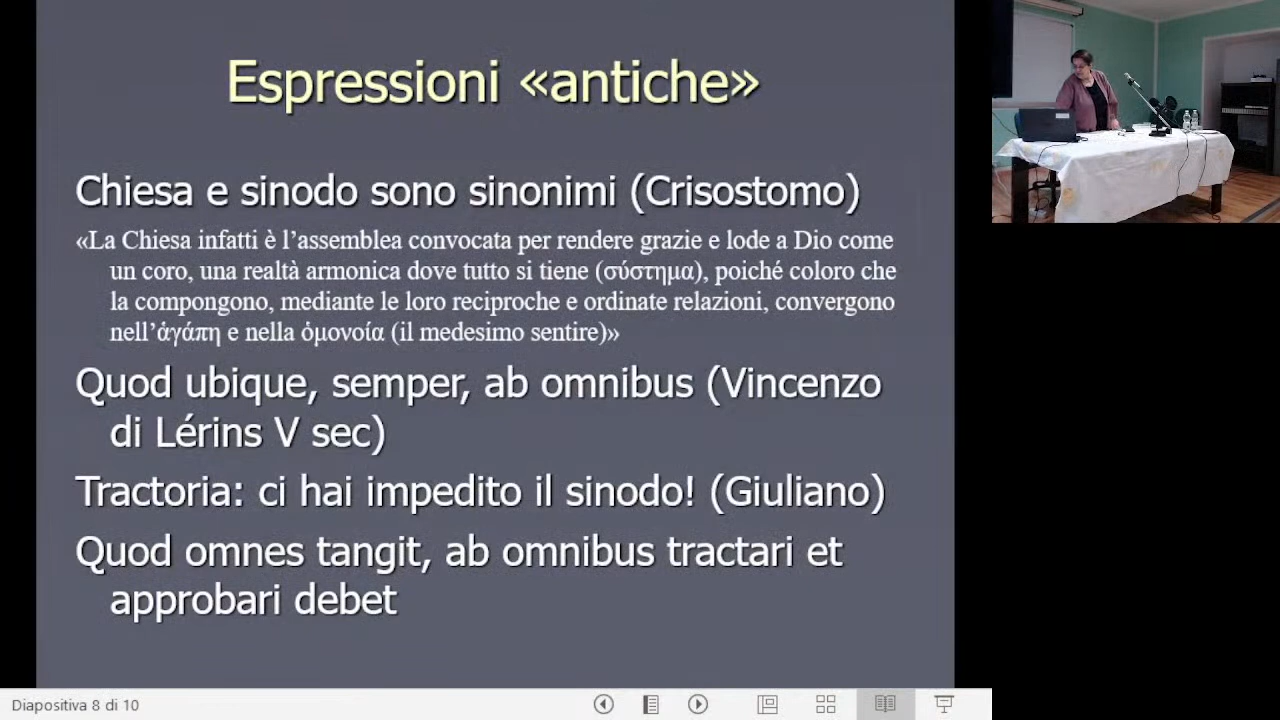 Espressioni «antiche»
Chiesa e sinodo sono sinonimi (Crisostomo)
«La Chiesa infatti è l’assemblea convocata per rendere grazie e lode a Dio come
un coro, una realtà armonica dove tutto si tiene (σύστημα), poiché coloro che
la compongono, mediante le loro reciproche e ordinate relazioni, convergono
nell’ἀγάπη e nella ὁμονοία (il medesimo sentire)»
Quod ubique, semper, ab omnibus (Vincenzo
di Lérins V sec)
Tractoria: ci hai impedito il sinodo! (Giuliano)
Quod omnes tangit, ab omnibus tractari et
approbari debet
Diapositiva 8 di 10